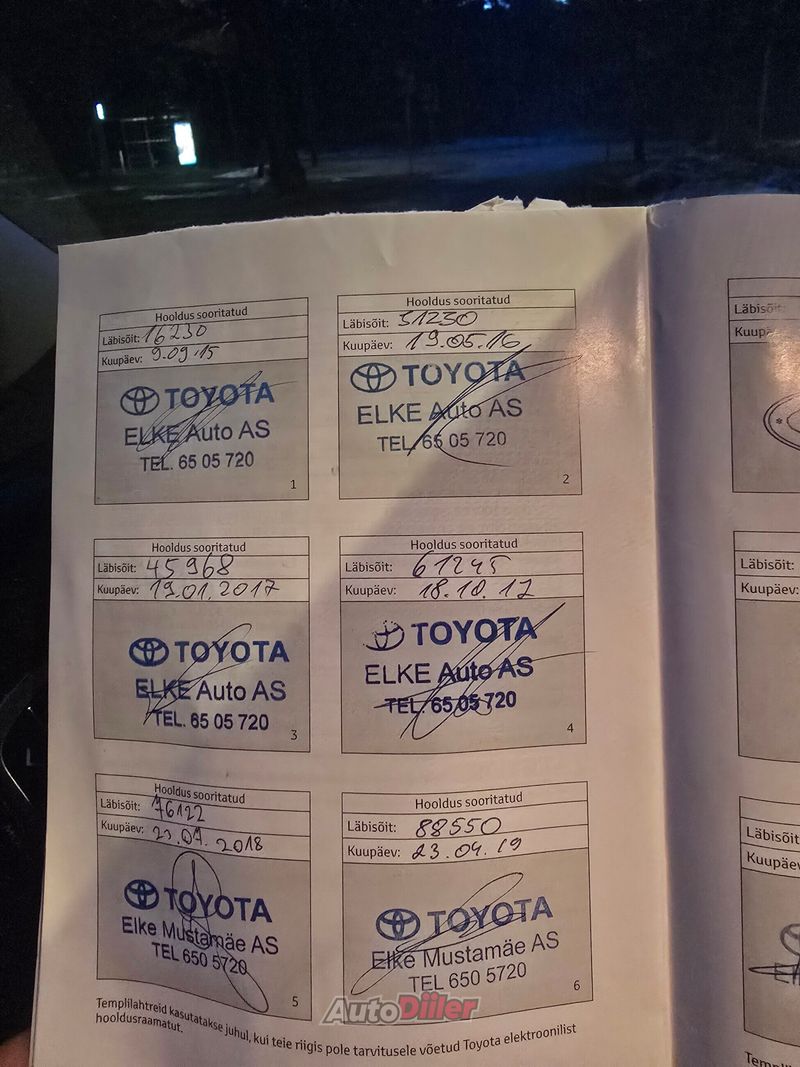 Hooldus sooritatud
Läbisõit: 16230
Kuupäev: 9.09.15
TOYOTA
ELKE Auto AS
TEL. 65 05 720
1
Hooldus sooritatud
Läbisõit: 31230
Kuupäev: 19.05.16
TOYOTA
ELKE Auto AS
TEL. 65 05 720
2
Hooldus sooritatud
Läbisõit: 45968
Kuupäev: 19.01.2017
TOYOTA
ELKE Auto AS
TEL. 65 05 720
3
Hooldus sooritatud
Läbisõit: 61245
Kuupäev: 18.10.17
TOYOTA
ELKE Auto AS
TEL. 65 05 720
4
Hooldus sooritatud
Läbisõit: 76122
Kuupäev: 23.07.2018
TOYOTA
Elke Mustamäe AS
TEL 650 5720
5
Hooldus sooritatud
Läbisõit: 88550
Kuupäev: 23.04.19
TOYOTA
Elke Mustamäe AS
TEL 650 5720
6
Templilahtreid kasutatakse juhul, kui teie riigis pole tarvitusele võetud Toyota elektroonilist
hooldusraamatut.
AutoDiiler
Läbisõit:
Kuupäev:
Läbisõit:
Kuupäev: